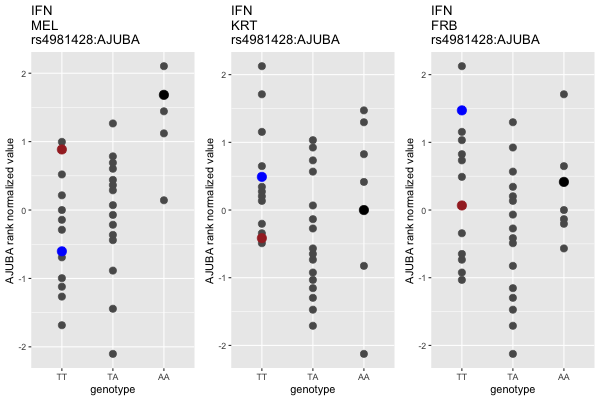 IFN
MEL
rs4981428:AJUBA
AJUBA rank normalized value
2
1
0
-1
-2
TT
TA
AA
genotype
IFN
KRT
rs4981428:AJUBA
AJUBA rank normalized value
2
1
0
-1
-2
TT
TA
AA
genotype
IFN
FRB
rs4981428:AJUBA
AJUBA rank normalized value
2
1
0
-1
-2
TT
TA
AA
genotype